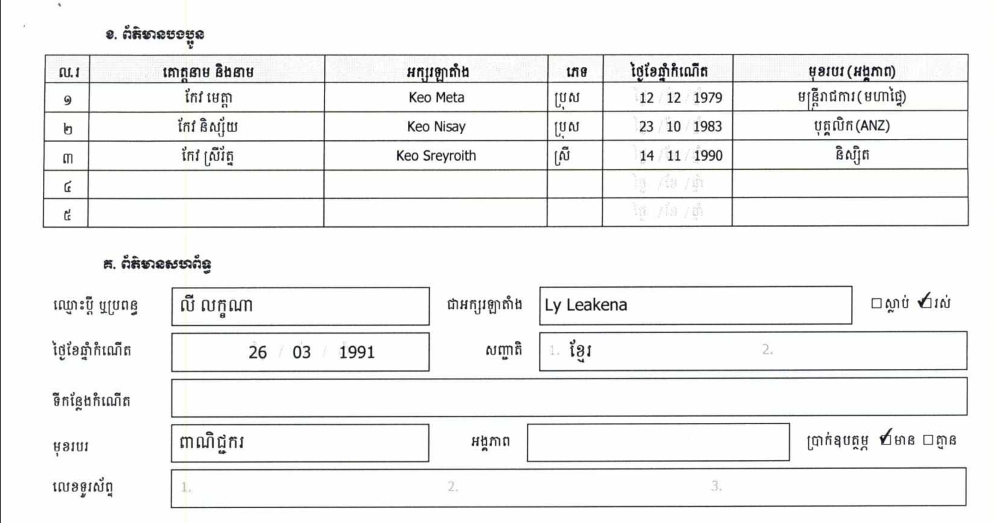 ខ. ព័ត៌មានបងប្អូន
ល.រ គោត្តនាម និងនាម អក្សរឡាតាំង ភេទ ថ្ងៃខែឆ្នាំកំណើត មុខរបរ (អង្គភាព)
១ កែវ មេត្តា Keo Meta ប្រុស 12 / 12 / 1979 មន្ត្រីរាជការ(មហាផ្ទៃ)
២ កែវ និស្ស័យ Keo Nisay ប្រុស 23 / 10 / 1983 បុគ្គលិក(ANZ)
៣ កែវ ស្រីរ័ត្ន Keo Sreyroith ស្រី 14 / 11 / 1990 និស្សិត
៤ ថ្ងៃ /ខែ /ឆ្នាំ
៥ ថ្ងៃ /ខែ /ឆ្នាំ
គ. ព័ត៌មានសហព័ទ្ធ
ឈ្មោះប្តី ឬប្រពន្ធ លី លក្ខណា ជាអក្សរឡាតាំង Ly Leakena ☐ស្លាប់ ☑រស់
ថ្ងៃខែឆ្នាំកំណើត 26 / 03 / 1991 សញ្ជាតិ 1. ខ្មែរ 2.
ទីកន្លែងកំណើត
មុខរបរ ពាណិជ្ជករ អង្គភាព ប្រាក់ឧបត្ថម្ភ ☑មាន ☐គ្មាន
លេខទូរស័ព្ទ 1. 2. 3.